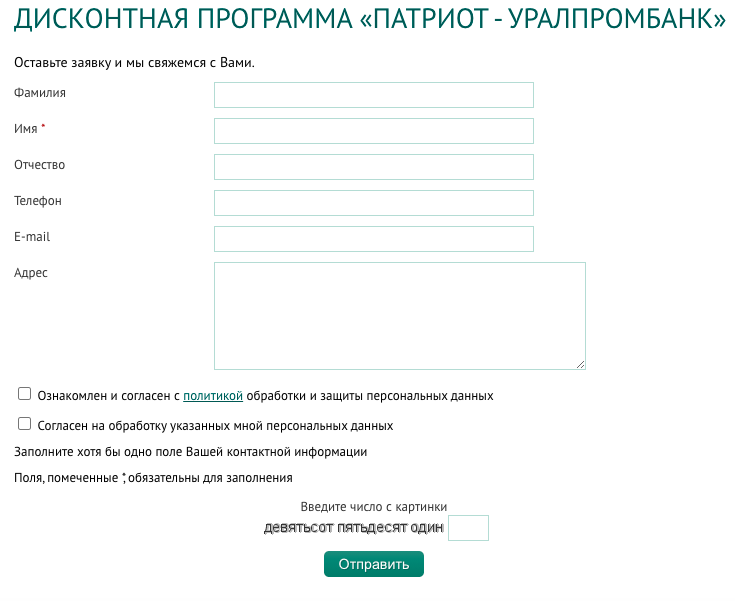 ДИСКОНТНАЯ ПРОГРАММА «ПАТРИОТ - УРАЛПРОМБАНК»
Оставьте заявку и мы свяжемся с Вами.
Фамилия
Имя *
Отчество
Телефон
E-mail
Адрес
Ознакомлен и согласен с политикой обработки и защиты персональных данных
Согласен на обработку указанных мной персональных данных
Заполните хотя бы одно поле Вашей контактной информации
Поля, помеченные *, обязательны для заполнения
Введите число с картинки
девятьсот пятьдесят один
Отправить